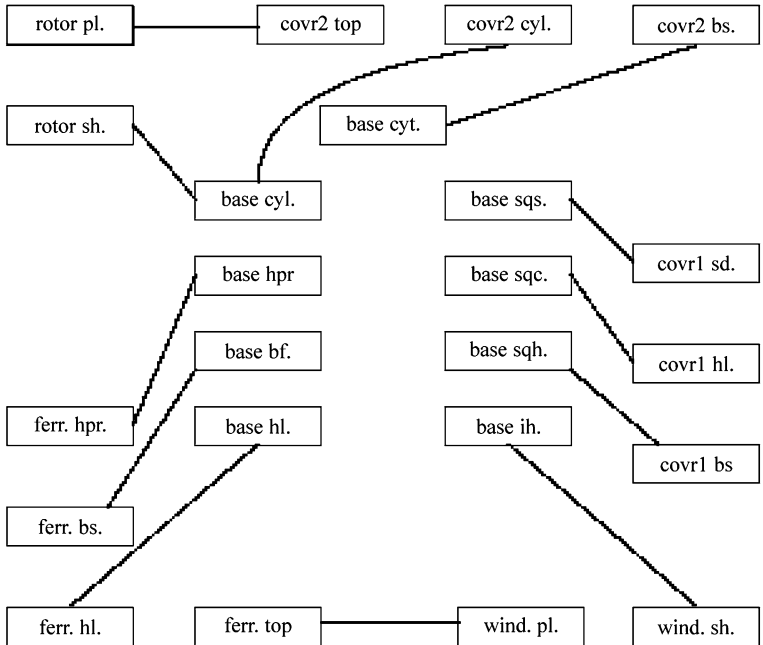 rotor pl.
covr2 top
covr2 cyl.
covr2 bs.
rotor sh.
base cyt.
base cyl.
base sqs.
covr1 sd.
base hpr
base sqc.
base bf.
base sqh.
covr1 hl.
ferr. hpr.
base hl.
base ih.
covr1 bs
ferr. bs.
ferr. hl.
ferr. top
wind. pl.
wind. sh.